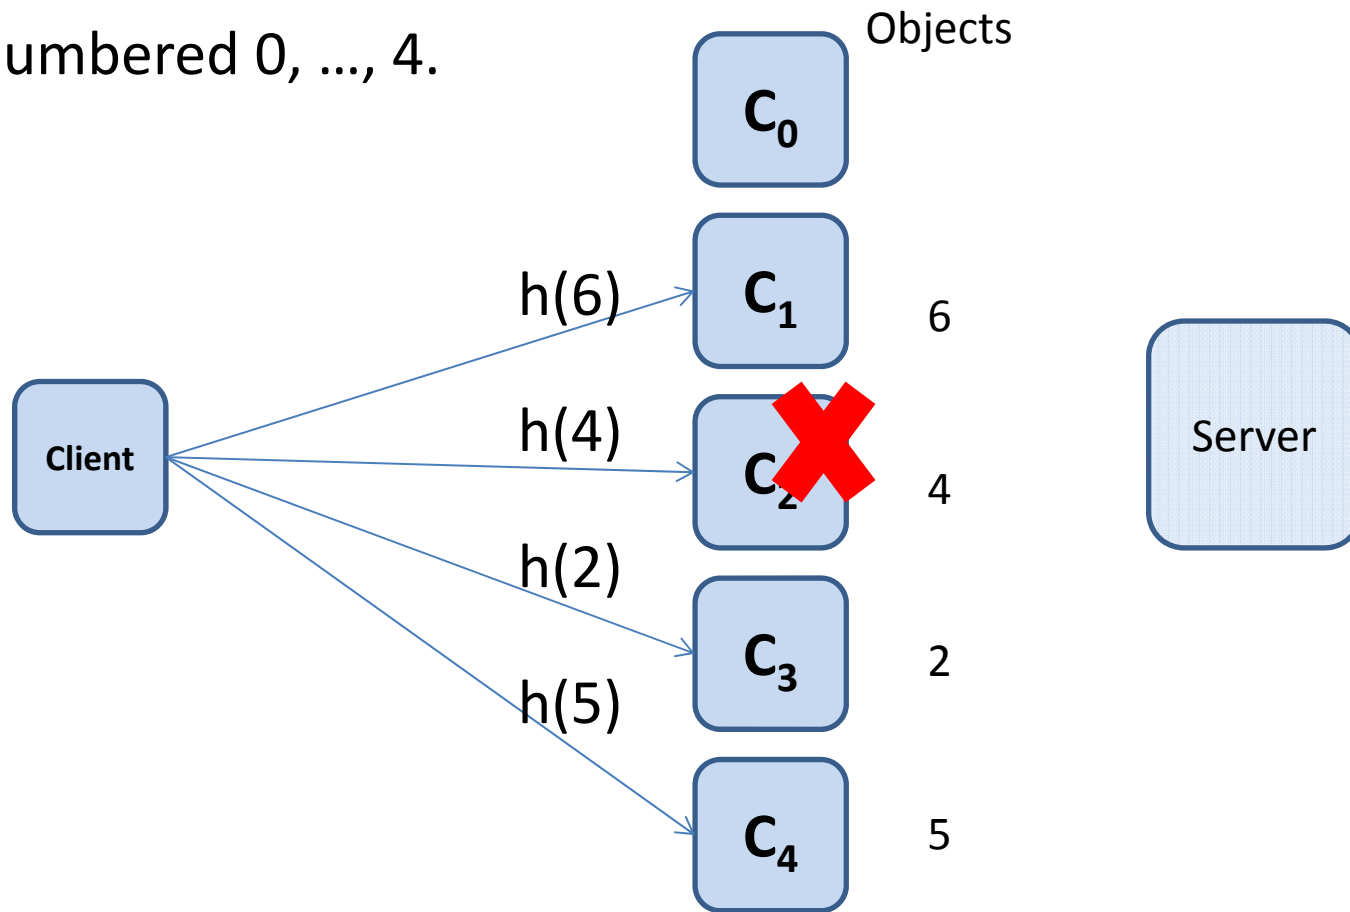 Objects
umbered 0, …, 4.
C0
h(6)
C1
6
h(4)
Client
C2
4
Server
h(2)
C3
2
h(5)
C4
5